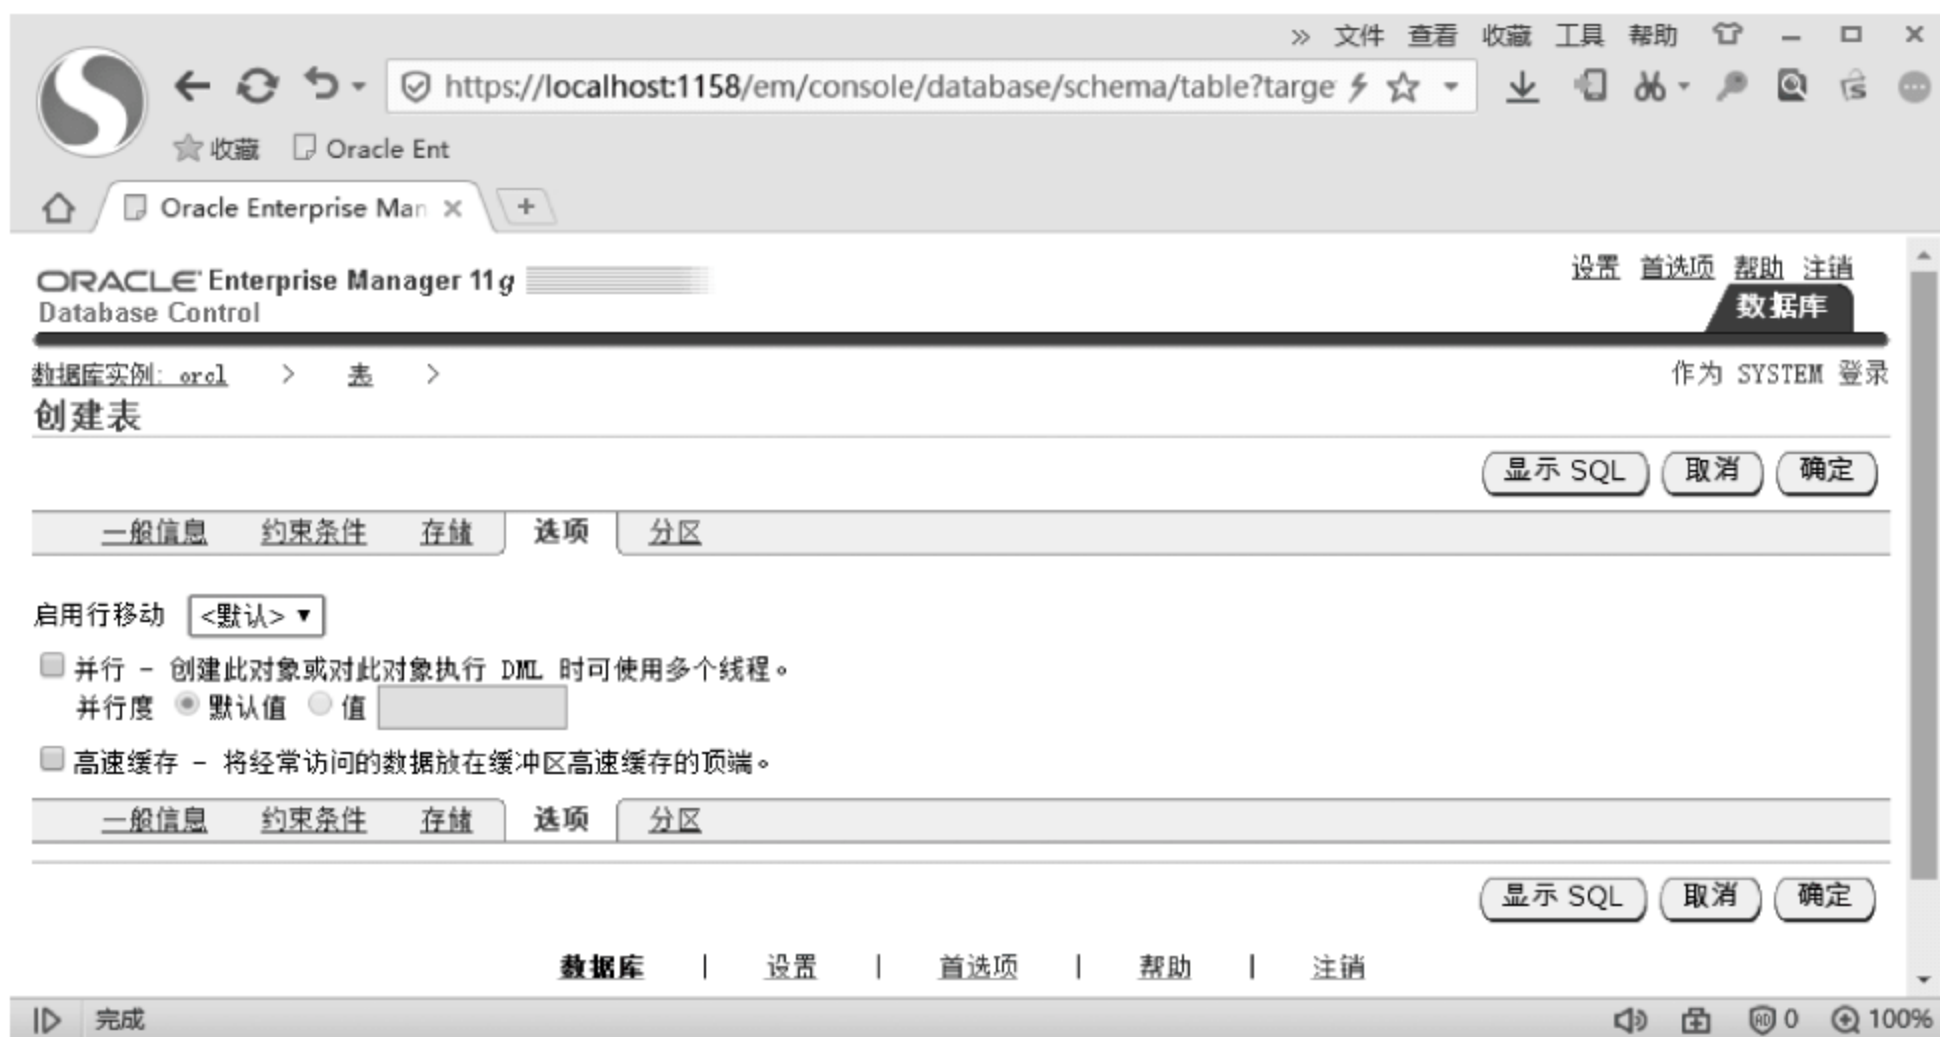 » 文件 查看 收藏 工具 帮助
https://localhost:1158/em/console/database/schema/table?targe
收藏 Oracle Ent
Oracle Enterprise Man
设置 首选项 帮助 注销
ORACLE Enterprise Manager 11g
Database Control
数据库
数据库实例: orcl > 表 >
作为 SYSTEM 登录
创建表
显示 SQL 取消 确定
一般信息 约束条件 存储 选项 分区
启用行移动 <默认>
并行 - 创建此对象或对此对象执行 DML 时可使用多个线程。
并行度 默认值 值
高速缓存 - 将经常访问的数据放在缓冲区高速缓存的顶端。
一般信息 约束条件 存储 选项 分区
显示 SQL 取消 确定
数据库 | 设置 | 首选项 | 帮助 | 注销
完成
AD 0 100%